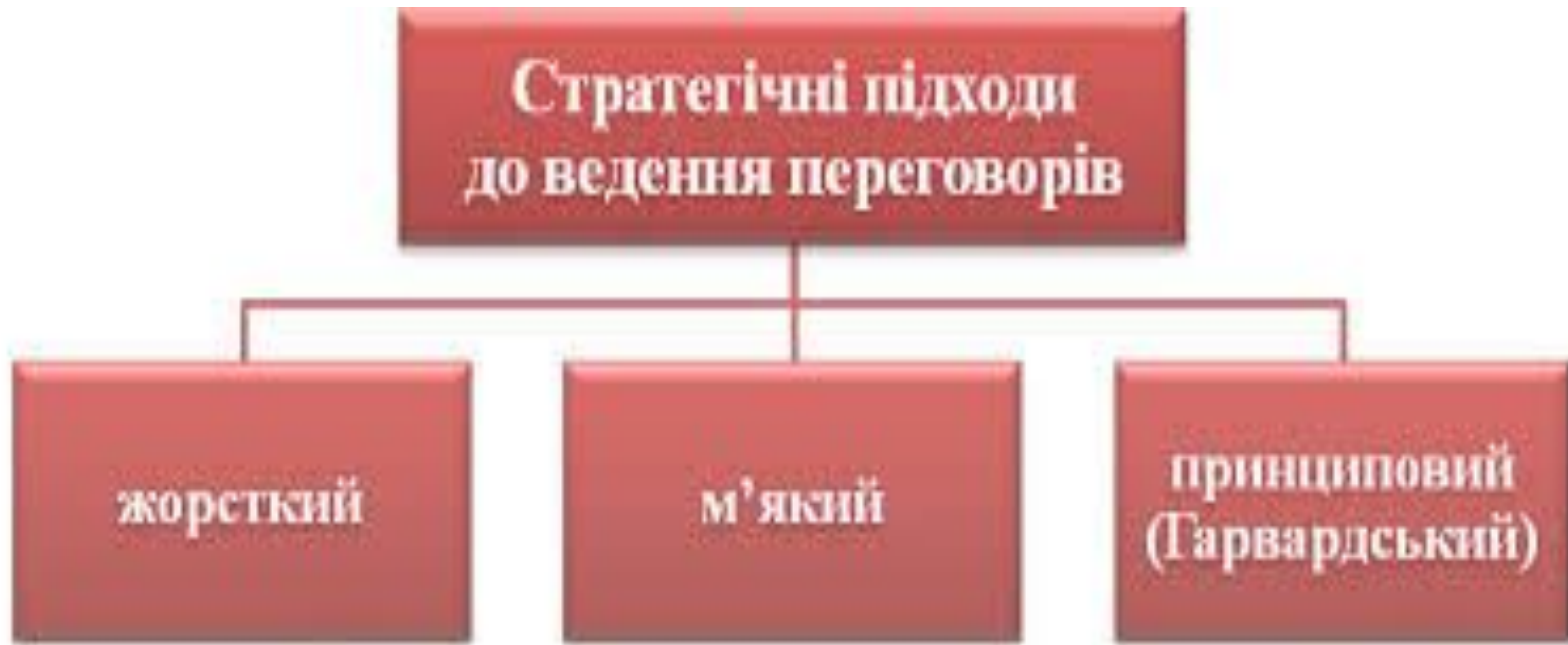 Стратегічні підходи
до ведення переговорів
жорсткий
м’який
принциповий
(Гарвардський)